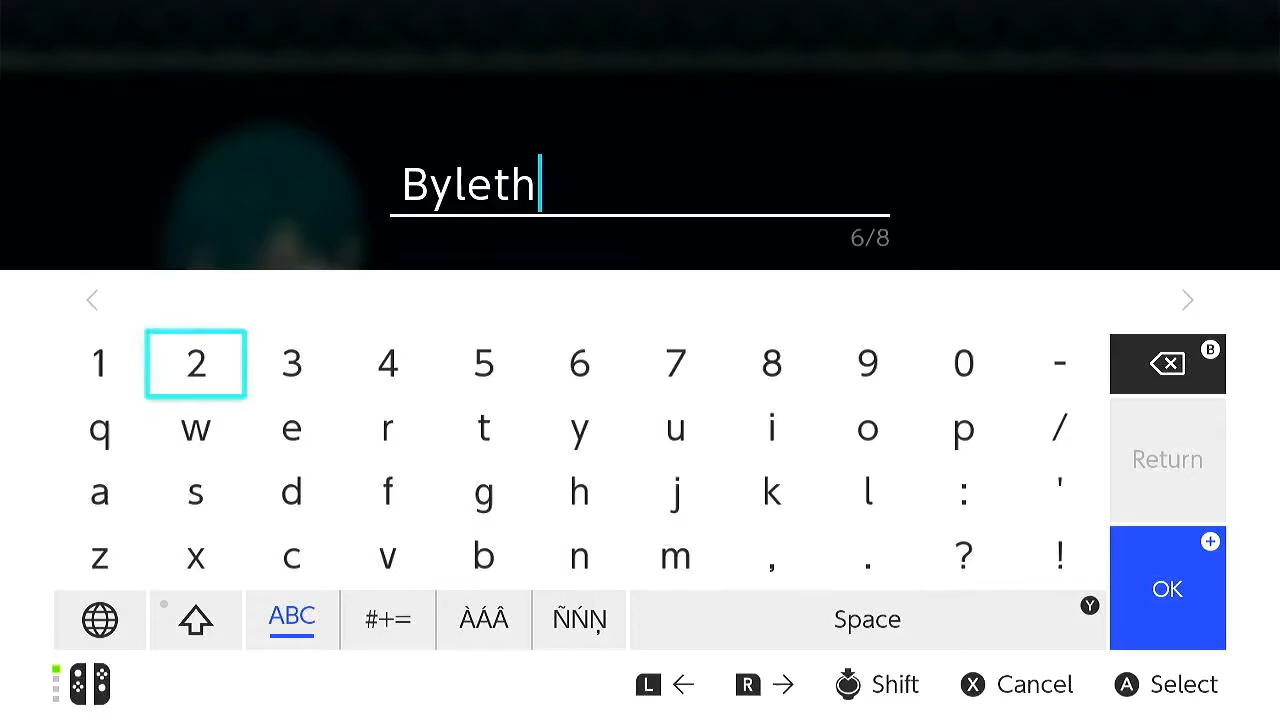 Byleth
6/8
1 2 3 4 5 6 7 8 9 0 -
B
q w e r t y u i o p /
Return
a s d f g h j k l : '
z x c v b n m , . ? !
+
OK
ABC #+= ÀÁÂ ÑŃŅ Space Y
L ← R → Shift X Cancel A Select